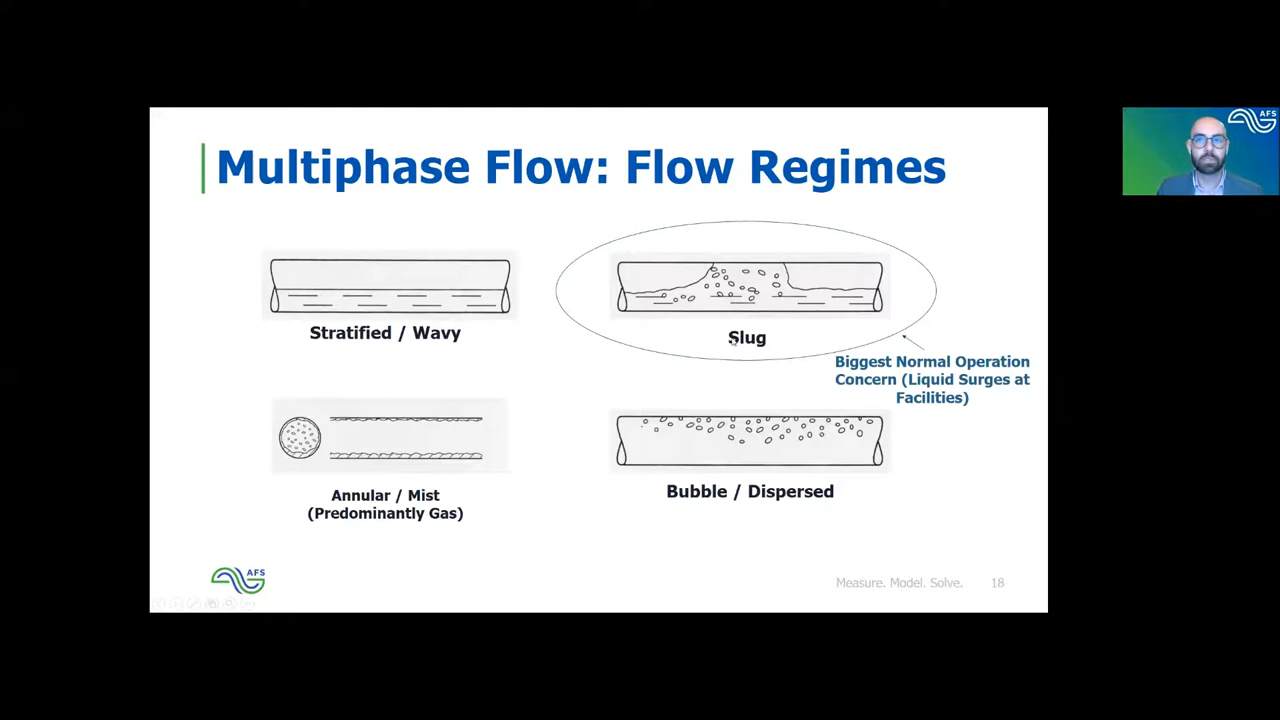 AFS
Multiphase Flow: Flow Regimes
Stratified / Wavy
Slug
Biggest Normal Operation
Concern (Liquid Surges at
Facilities)
Annular / Mist
(Predominantly Gas)
Bubble / Dispersed
AFS
Measure. Model. Solve.
18